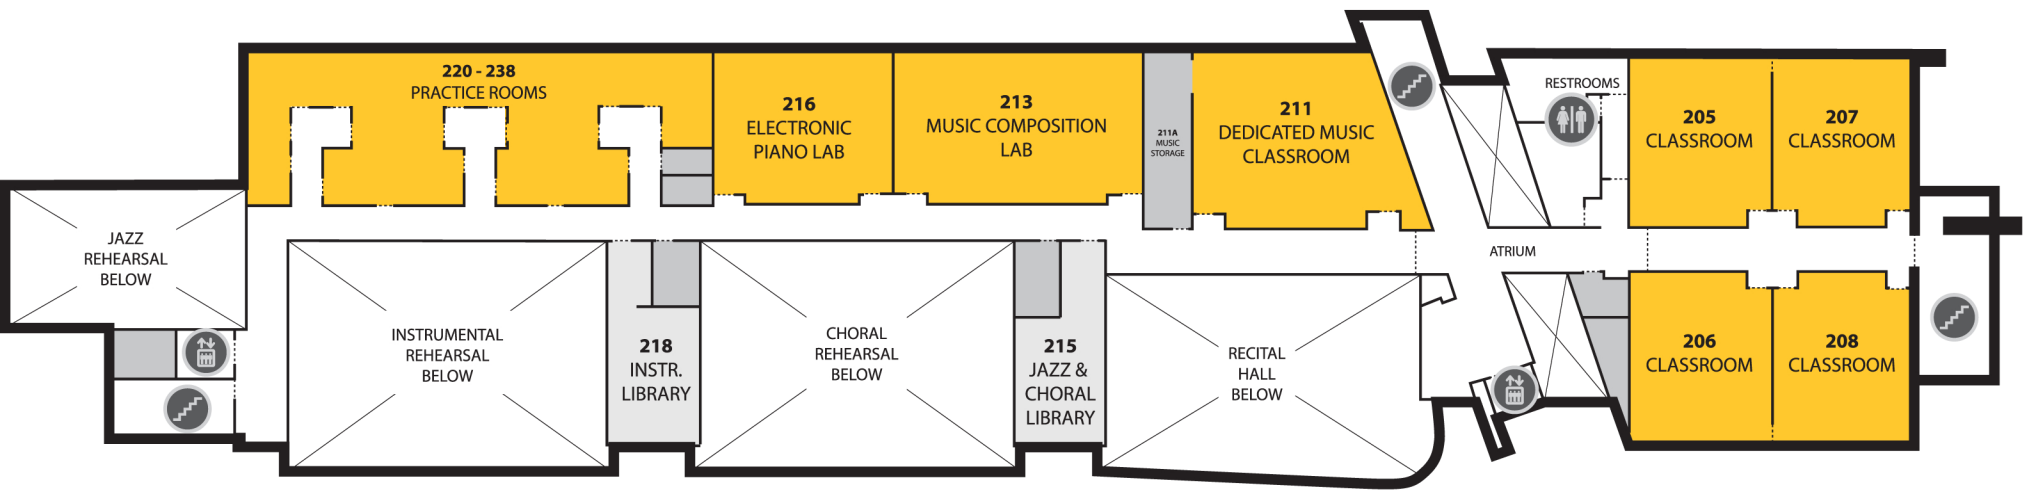 220 - 238
PRACTICE ROOMS
216
ELECTRONIC
PIANO LAB
213
MUSIC COMPOSITION
LAB
211A
MUSIC
STORAGE
211
DEDICATED MUSIC
CLASSROOM
RESTROOMS
205
CLASSROOM
207
CLASSROOM
JAZZ
REHEARSAL
BELOW
ATRIUM
INSTRUMENTAL
REHEARSAL
BELOW
218
INSTR.
LIBRARY
CHORAL
REHEARSAL
BELOW
215
JAZZ &
CHORAL
LIBRARY
RECITAL
HALL
BELOW
206
CLASSROOM
208
CLASSROOM